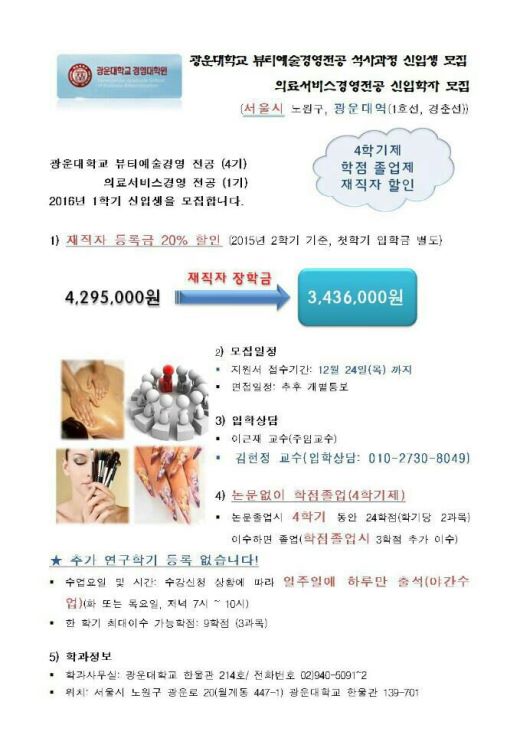 광운대학교 경영대학원
광운대학교 뷰티예술경영전공 석사과정 신입생 모집
의료서비스경영전공 신입학자 모집
(서울시 노원구, 광운대역(1호선, 경춘선))
4학기제
학점 졸업제
재직자 할인
광운대학교 뷰티예술경영 전공 (4기)
의료서비스경영 전공 (1기)
2016년 1학기 신입생을 모집합니다.
1) 재직자 등록금 20% 할인 (2015년 2학기 기준, 첫학기 입학금 별도)
재직자 장학금
4,295,000원
3,436,000원
2) 모집일정
▪ 지원서 접수기간: 12월 24일(목) 까지
▪ 면접일정: 추후 개별통보
3) 입학상담
▪ 이근재 교수(주임교수)
▪ 김현정 교수(입학상담: 010-2730-8049)
4) 논문없이 학점졸업(4학기제)
▪ 논문졸업시 4학기 동안 24학점(학기당 2과목)
이수하면 졸업(학점졸업시 3학점 추가 이수)
★ 추가 연구학기 등록 없습니다!
▪ 수업요일 및 시간: 수강신청 상황에 따라 일주일에 하루만 출석(야간수
업)(화 또는 목요일, 저녁 7시 ~ 10시)
▪ 한 학기 최대이수 가능학점: 9학점 (3과목)
5) 학과정보
▪ 학과사무실: 광운대학교 한울관 214호/ 전화번호 02)940-5091~2
▪ 위치: 서울시 노원구 광운로 20(월계동 447-1) 광운대학교 한울관 139-701